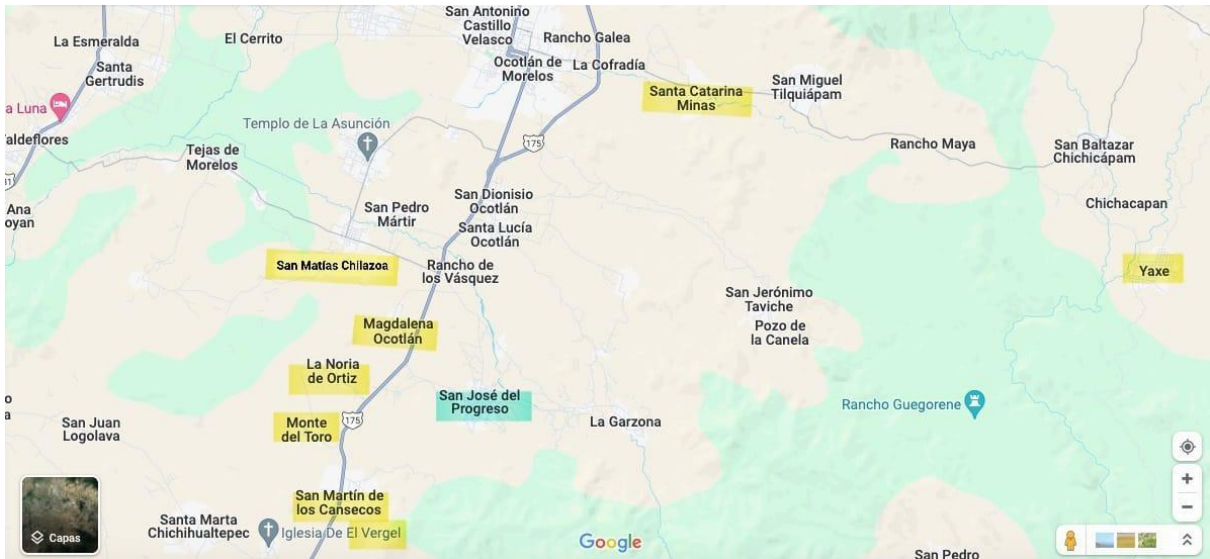 San Antonino
Castillo
Velasco
Rancho Galea
La Esmeralda
El Cerrito
Santa
Gertrudis
Ocotlán de
Morelos
La Cofradía
San Miguel
Tilquiápam
Santa Catarina
Minas
a Luna
Templo de La Asunción
aldeflores
175
Rancho Maya
San Baltazar
Chichicápam
Tejas de
Morelos
San Dionisio
Ocotlán
Chichacapan
Ana
oyan
San Pedro
Mártir
Santa Lucía
Ocotlán
San Matías Chilazoa
Rancho de
los Vásquez
Yaxe
San Jerónimo
Taviche
Magdalena
Ocotlán
Pozo de
la Canela
La Noria
de Ortiz
San José del
Progreso
Rancho Guegorene
San Juan
Logolava
Monte
del Toro
175
La Garzona
San Martín de
los Cansecos
Santa Marta
Chichihualtepec
Iglesia De El Vergel
Capas
Google
San Pedro